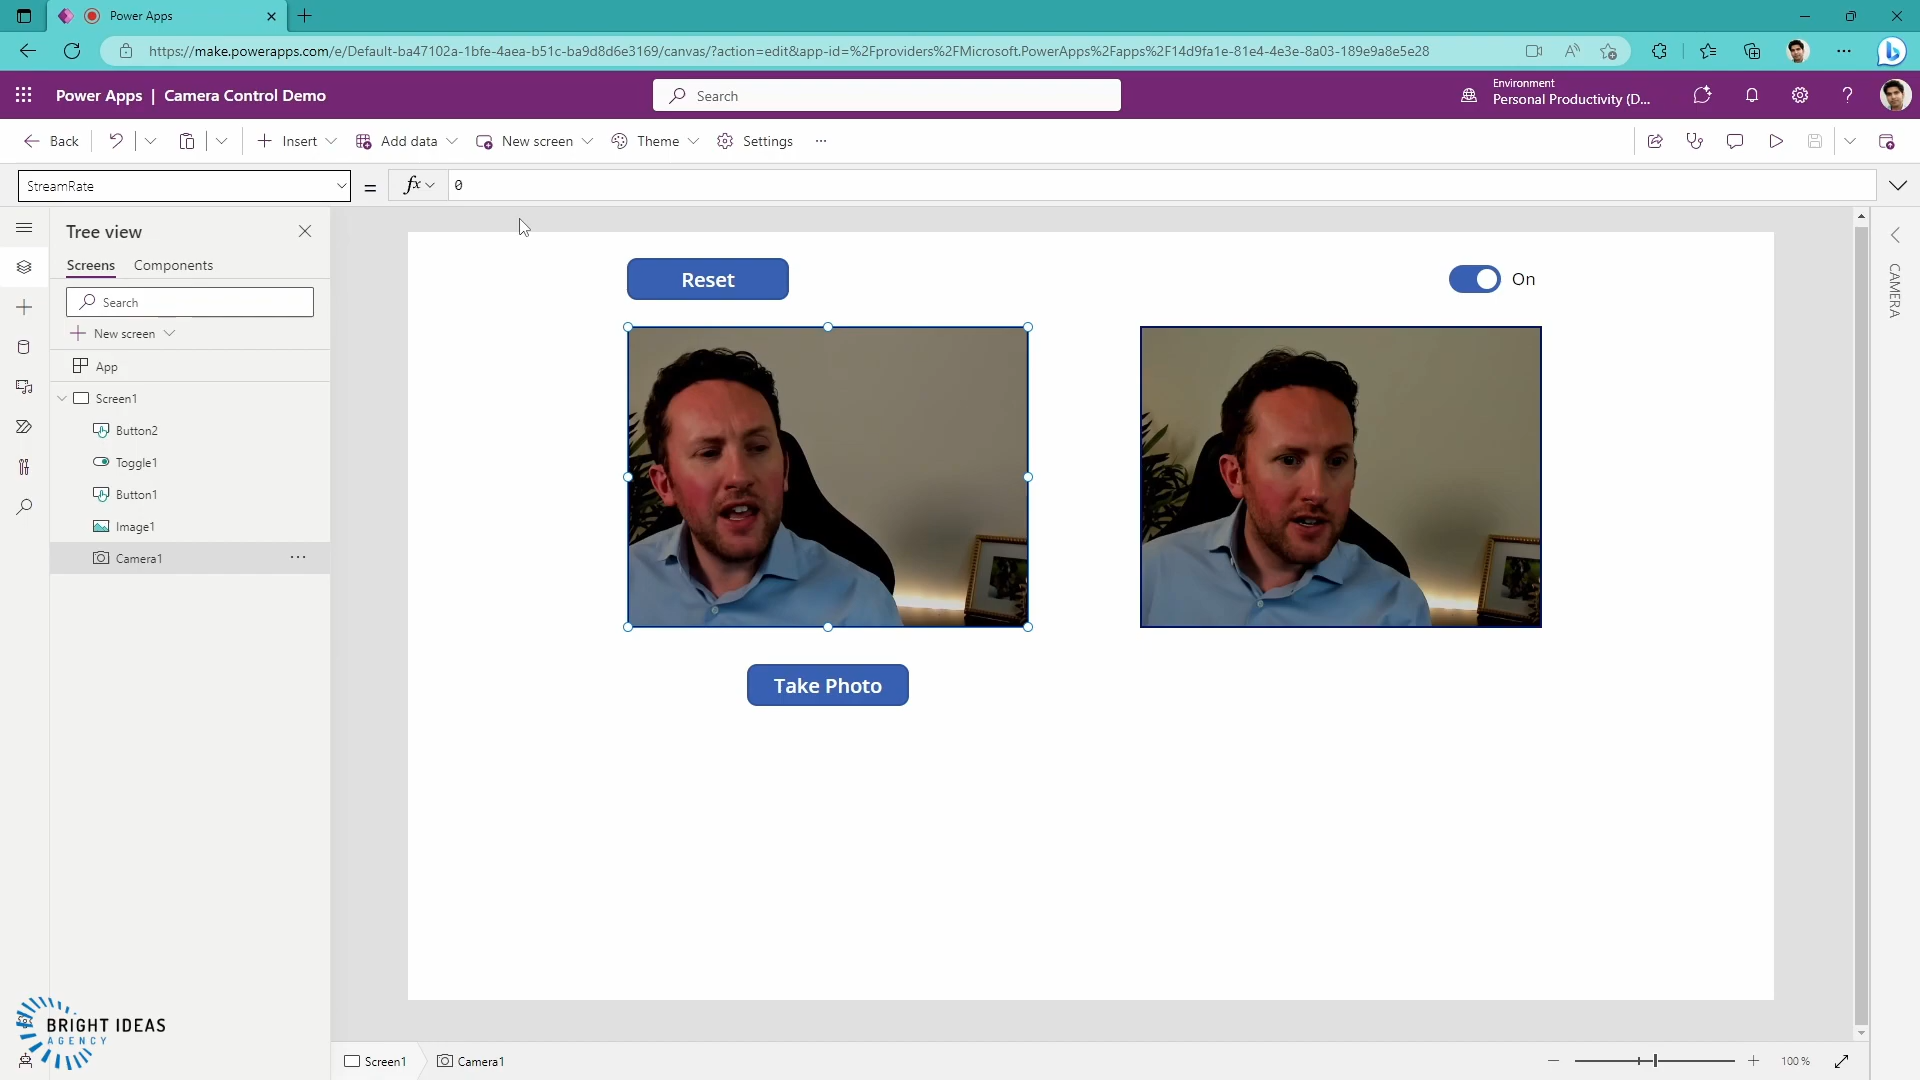 Power Apps
https://make.powerapps.com/e/Default-ba47102a-1bfe-4aea-b51c-ba9d8d6e3169/canvas/?action=edit&app-id=%2Fproviders%2FMicrosoft.PowerApps%2Fapps%2F14d9fa1e-81e4-4e3e-8a03-189e9a8e5e28
Power Apps | Camera Control Demo
Search
Environment
Personal Productivity (D...
Back
Insert
Add data
New screen
Theme
Settings
StreamRate
=
fx
0
Tree view
Screens
Components
Search
New screen
App
Screen1
Button2
Toggle1
Button1
Image1
Camera1
Reset
On
CAMERA
Take Photo
BRIGHT IDEAS
AGENCY
Screen1
Camera1
100 %